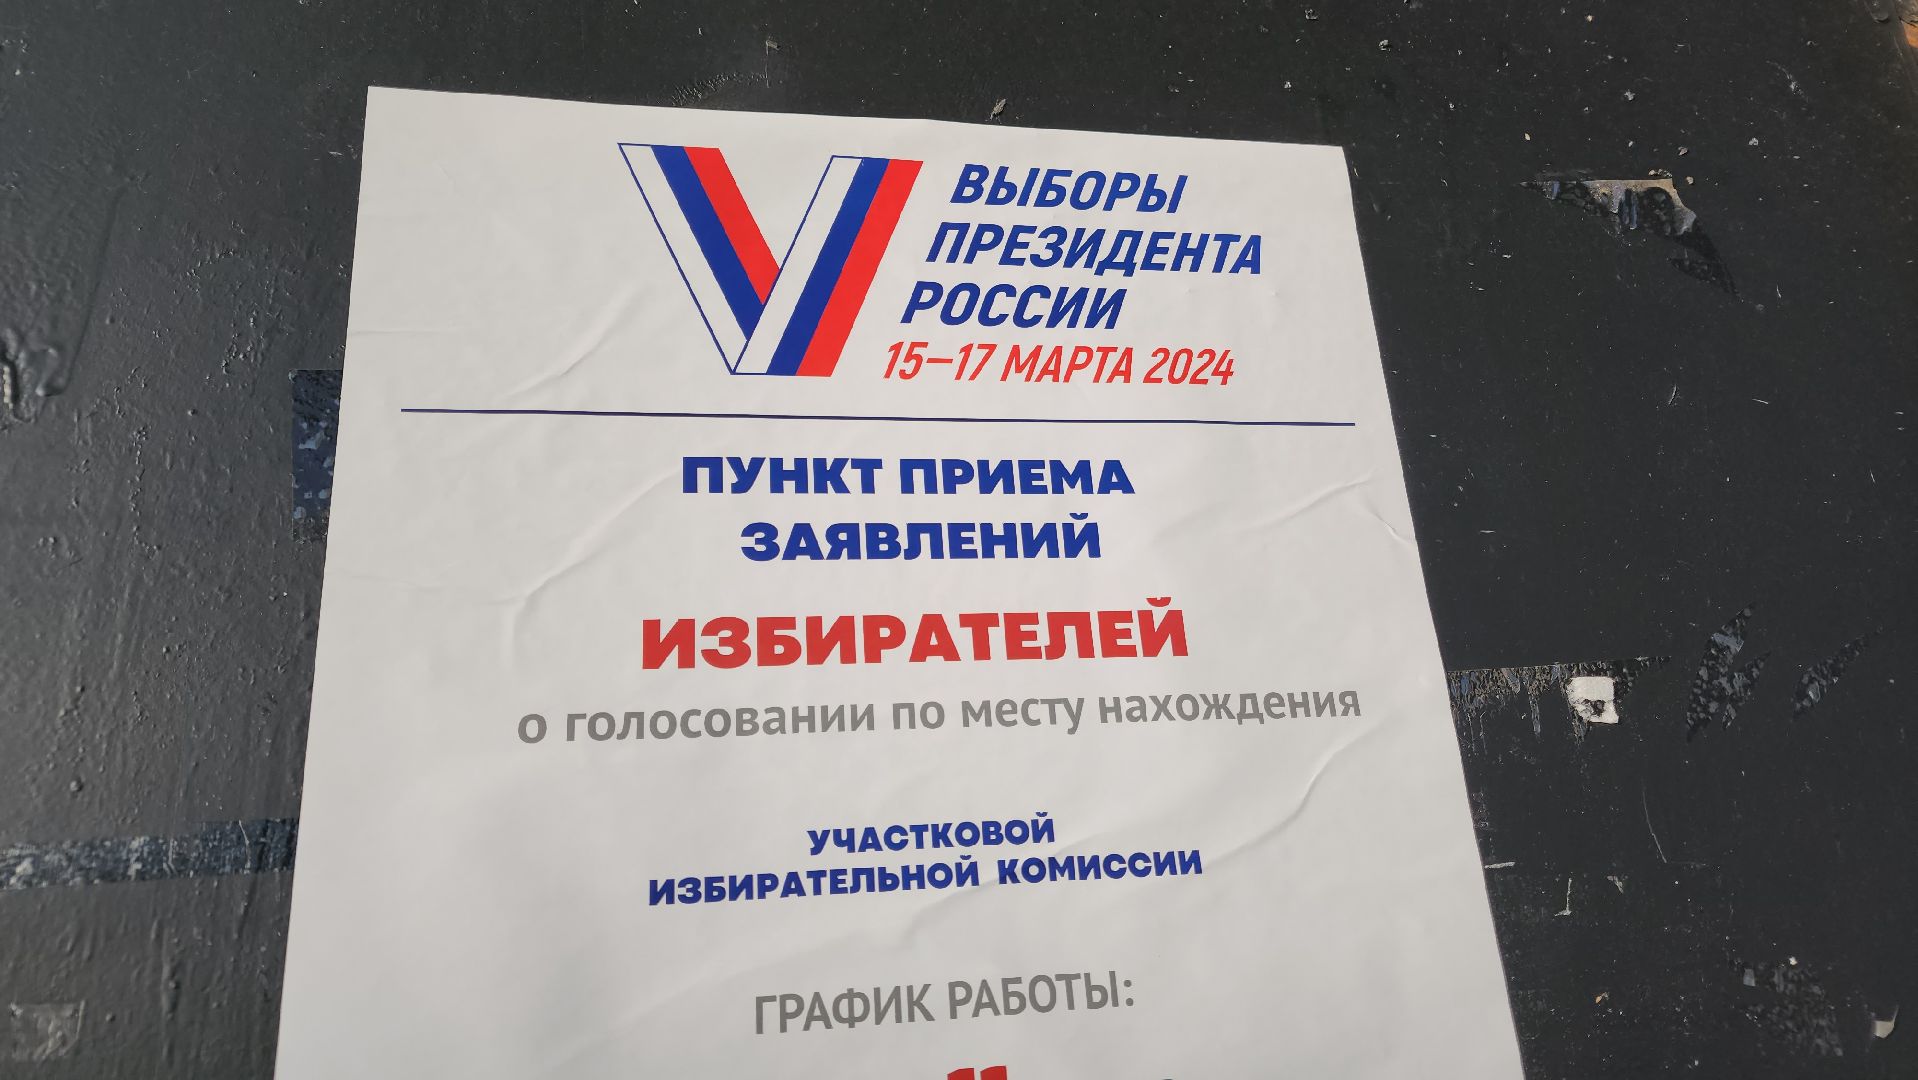 ВЫБОРЫ
ПРЕЗИДЕНТА
РОССИИ
15–17 МАРТА 2024
ПУНКТ ПРИЕМА
ЗАЯВЛЕНИЙ
ИЗБИРАТЕЛЕЙ
о голосовании по месту нахождения
УЧАСТКОВОЙ
ИЗБИРАТЕЛЬНОЙ КОМИССИИ
ГРАФИК РАБОТЫ: